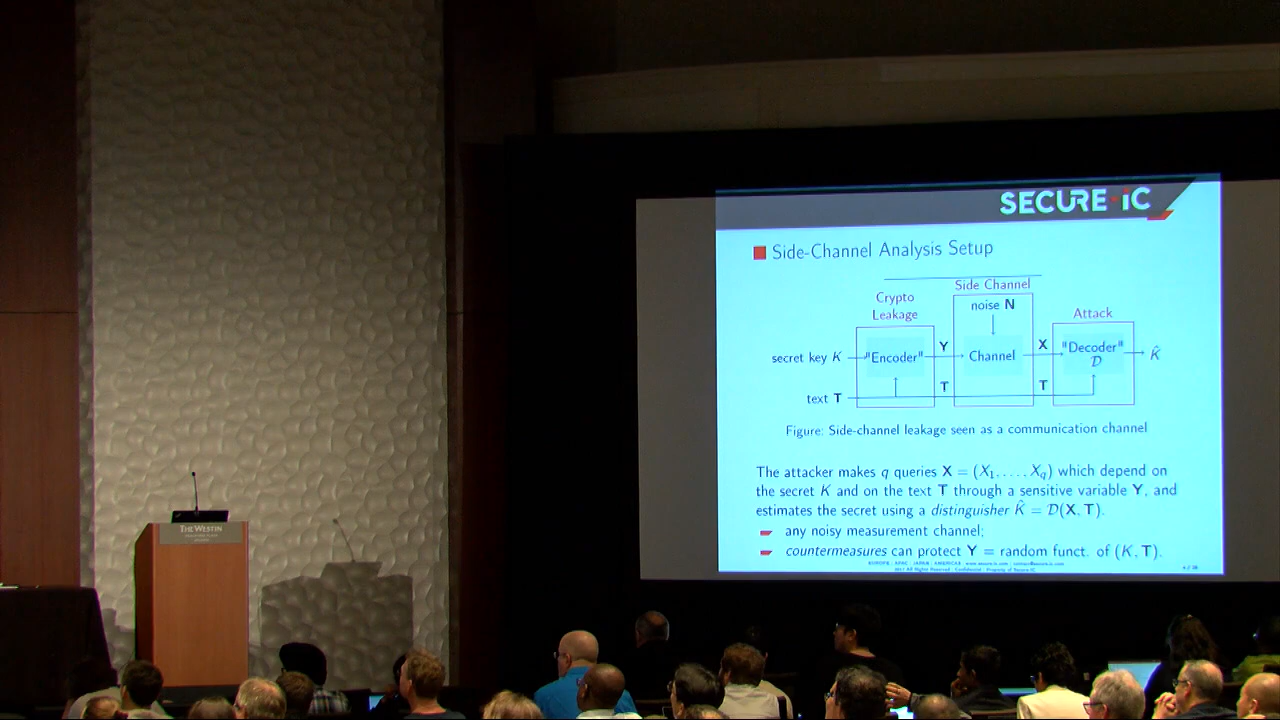 SECURE-iC
Side-Channel Analysis Setup
Side Channel
Crypto
Leakage
noise N
Attack
secret key K
"Encoder"
Y
Channel
X
"Decoder"
D
K̂
text T
T
T
Figure: Side-channel leakage seen as a communication channel
The attacker makes q queries X = (X₁, ..., X_q) which depend on
the secret K and on the text T through a sensitive variable Y, and
estimates the secret using a distinguisher K̂ = D(X, T).
any noisy measurement channel;
countermeasures can protect Y = random funct. of (K, T).
THE WESTIN